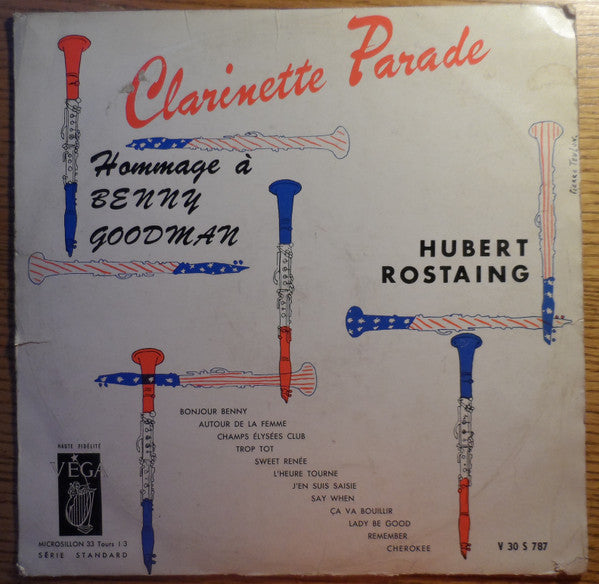 Clarinette Parade
Hommage à
BENNY
GOODMAN
HUBERT
ROSTAING
BONJOUR BENNY
AUTOUR DE LA FEMME
CHAMPS ÉLYSÉES CLUB
TROP TOT
SWEET RENÉE
L'HEURE TOURNE
J'EN SUIS SAISIE
SAY WHEN
ÇA VA BOUILLIR
LADY BE GOOD
REMEMBER
CHEROKEE
HAUTE FIDÉLITÉ
VÉGA
MICROSILLON 33 Tours 1/3
SÉRIE STANDARD
V 30 S 787